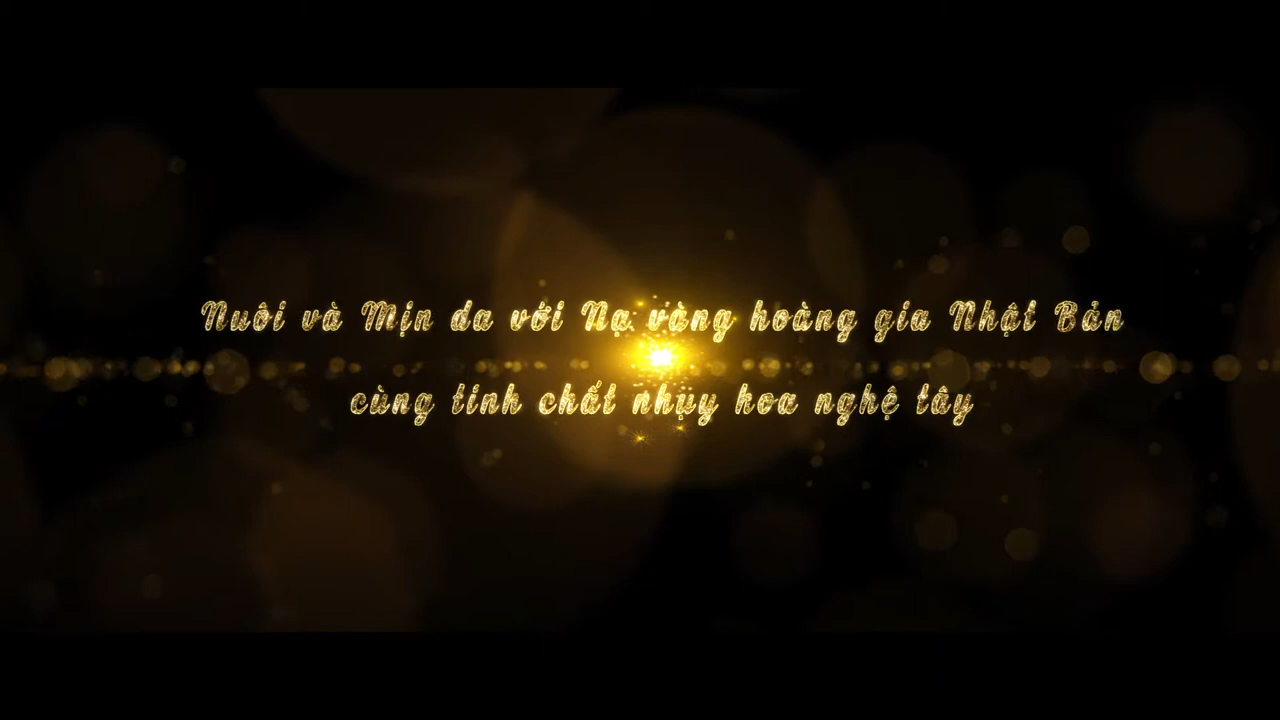 Nuôi và Mịn da với Nạ vàng hoàng gia Nhật Bản
cùng tinh chất nhụy hoa nghệ tây